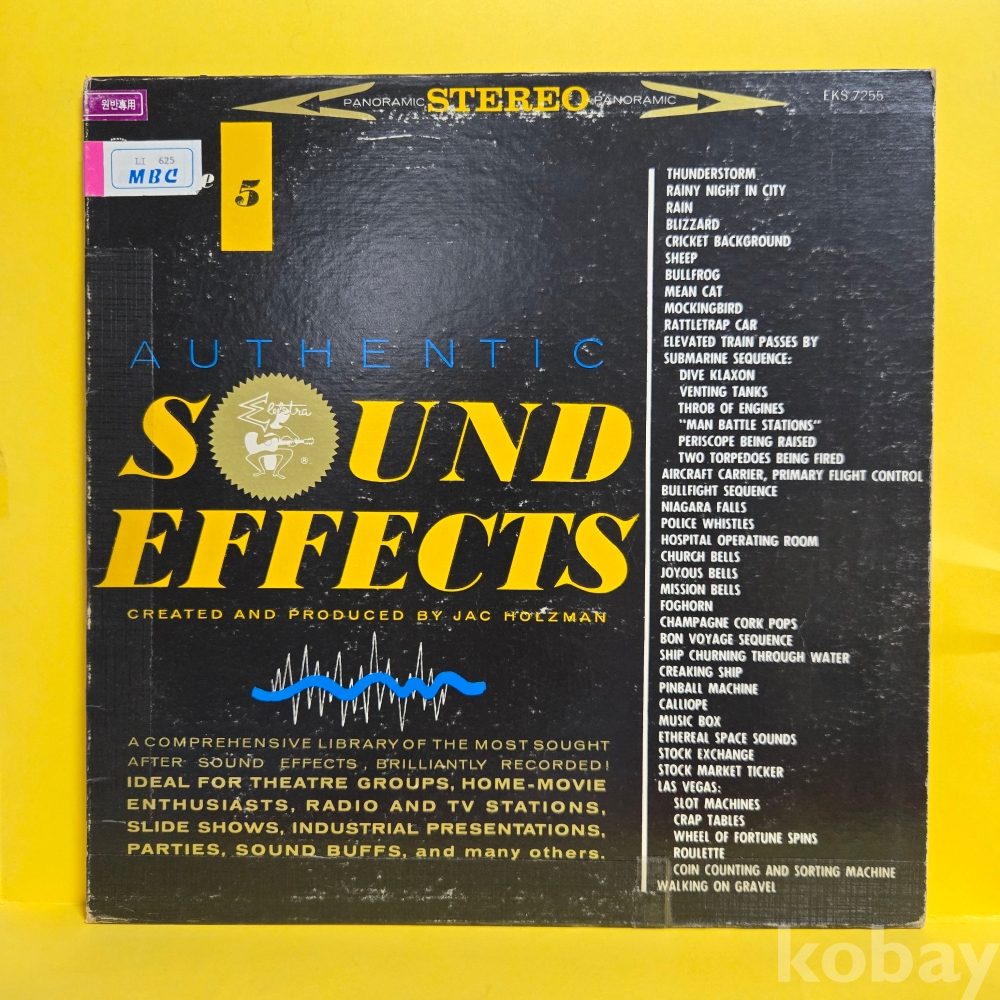 원반專用
PANORAMIC STEREO PANORAMIC
EKS 7255
LI 625
MBC
e 5
AUTHENTIC
SOUND
Elektra
®
EFFECTS
CREATED AND PRODUCED BY JAC HOLZMAN
A COMPREHENSIVE LIBRARY OF THE MOST SOUGHT
AFTER SOUND EFFECTS, BRILLIANTLY RECORDED!
IDEAL FOR THEATRE GROUPS, HOME-MOVIE
ENTHUSIASTS, RADIO AND TV STATIONS,
SLIDE SHOWS, INDUSTRIAL PRESENTATIONS,
PARTIES, SOUND BUFFS, and many others.
THUNDERSTORM
RAINY NIGHT IN CITY
RAIN
BLIZZARD
CRICKET BACKGROUND
SHEEP
BULLFROG
MEAN CAT
MOCKINGBIRD
RATTLETRAP CAR
ELEVATED TRAIN PASSES BY
SUBMARINE SEQUENCE:
DIVE KLAXON
VENTING TANKS
THROB OF ENGINES
"MAN BATTLE STATIONS"
PERISCOPE BEING RAISED
TWO TORPEDOES BEING FIRED
AIRCRAFT CARRIER, PRIMARY FLIGHT CONTROL
BULLFIGHT SEQUENCE
NIAGARA FALLS
POLICE WHISTLES
HOSPITAL OPERATING ROOM
CHURCH BELLS
JOYOUS BELLS
MISSION BELLS
FOGHORN
CHAMPAGNE CORK POPS
BON VOYAGE SEQUENCE
SHIP CHURNING THROUGH WATER
CREAKING SHIP
PINBALL MACHINE
CALLIOPE
MUSIC BOX
ETHEREAL SPACE SOUNDS
STOCK EXCHANGE
STOCK MARKET TICKER
LAS VEGAS:
SLOT MACHINES
CRAP TABLES
WHEEL OF FORTUNE SPINS
ROULETTE
COIN COUNTING AND SORTING MACHINE
WALKING ON GRAVEL
kobay